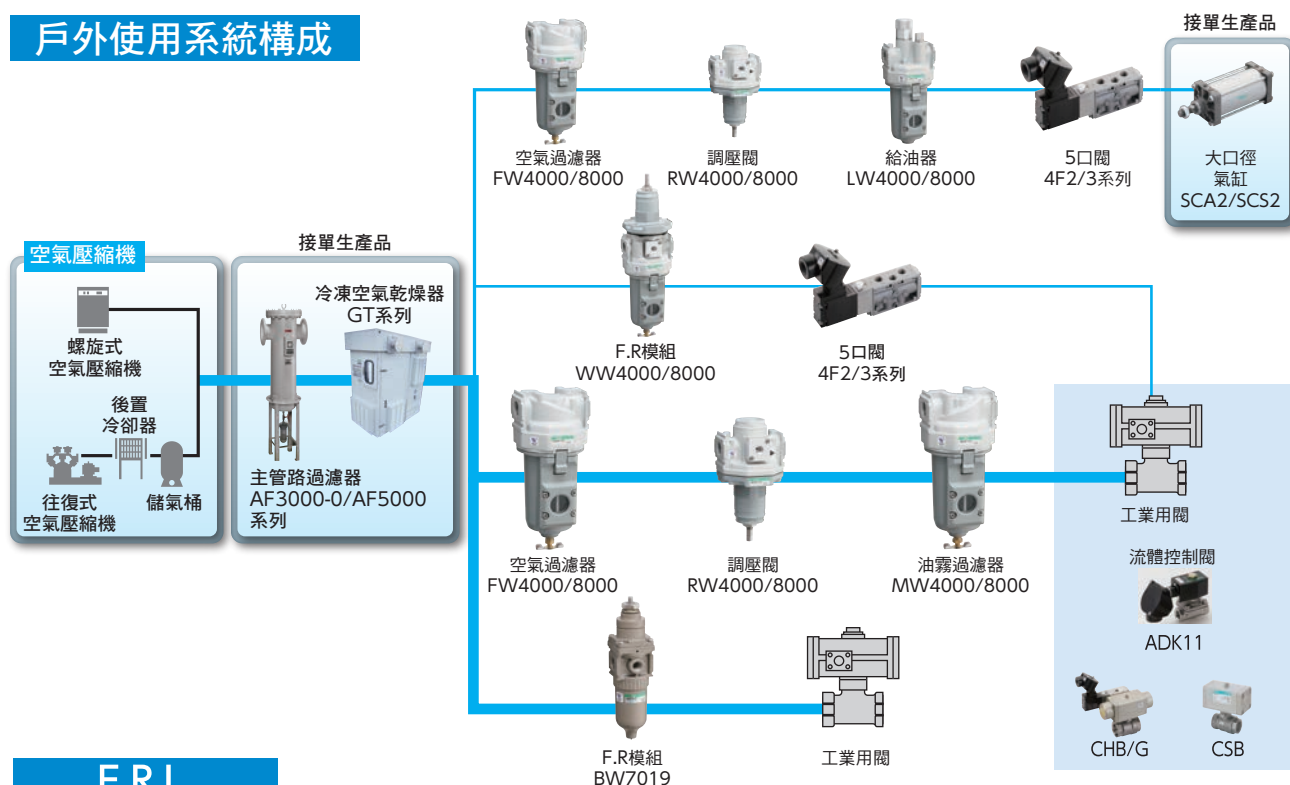 戶外使用系統構成
接單生產品
空氣過濾器
FW4000/8000
調壓閥
RW4000/8000
給油器
LW4000/8000
5口閥
4F2/3系列
大口徑
氣缸
SCA2/SCS2
空氣壓縮機
螺旋式
空氣壓縮機
後置
冷卻器
往復式
空氣壓縮機
儲氣桶
接單生產品
冷凍空氣乾燥器
GT系列
主管路過濾器
AF3000-0/AF5000
系列
F.R模組
WW4000/8000
5口閥
4F2/3系列
空氣過濾器
FW4000/8000
調壓閥
RW4000/8000
油霧過濾器
MW4000/8000
工業用閥
流體控制閥
ADK11
CHB/G
CSB
F.R模組
BW7019
工業用閥
F.R.L